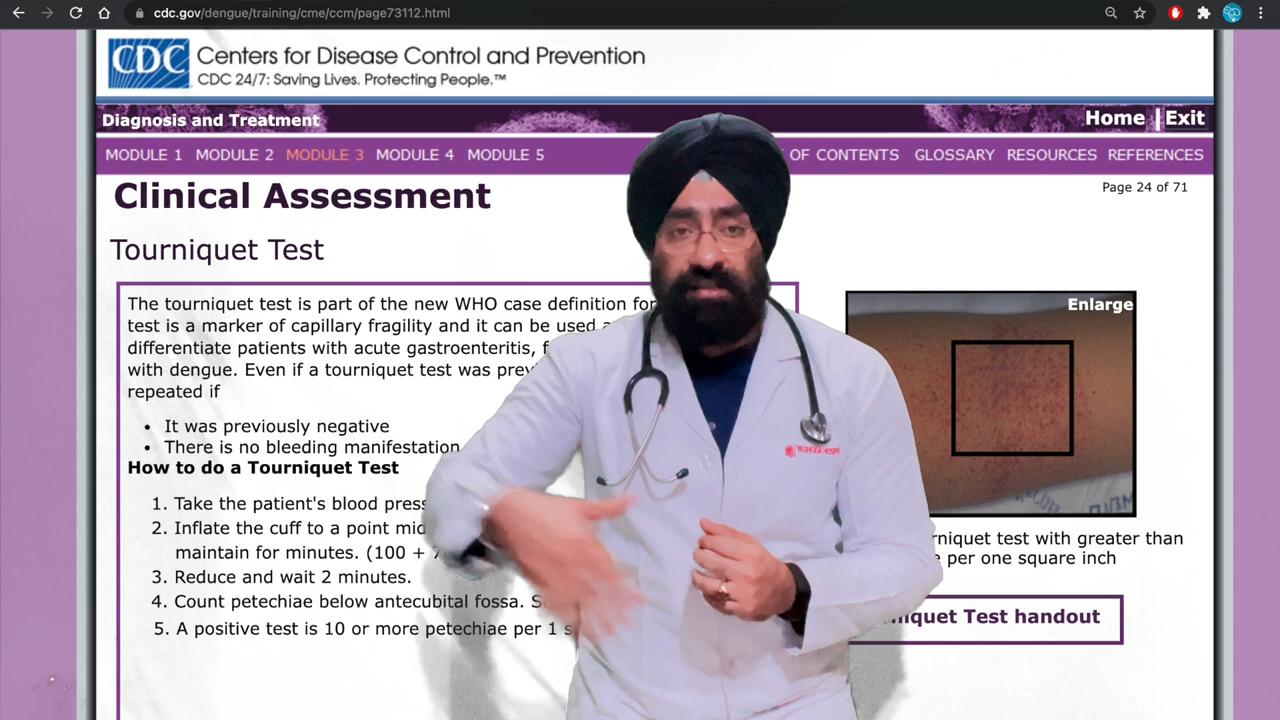 cdc.gov/dengue/training/cme/ccm/page73112.html
CDC Centers for Disease Control and Prevention
CDC 24/7: Saving Lives. Protecting People.™
Diagnosis and Treatment
Home | Exit
MODULE 1 MODULE 2 MODULE 3 MODULE 4 MODULE 5 OF CONTENTS GLOSSARY RESOURCES REFERENCES
Clinical Assessment
Page 24 of 71
Tourniquet Test
The tourniquet test is part of the new WHO case definition for
test is a marker of capillary fragility and it can be used
differentiate patients with acute gastroenteritis,
with dengue. Even if a tourniquet test was
repeated if
• It was previously negative
• There is no bleeding manifestation
How to do a Tourniquet Test
1. Take the patient's blood
2. Inflate the cuff to a point
maintain for minutes. (100 +
3. Reduce and wait 2 minutes.
4. Count petechiae below antecubital fossa.
5. A positive test is 10 or more petechiae per 1
Enlarge
test with greater than
per one square inch
Test handout